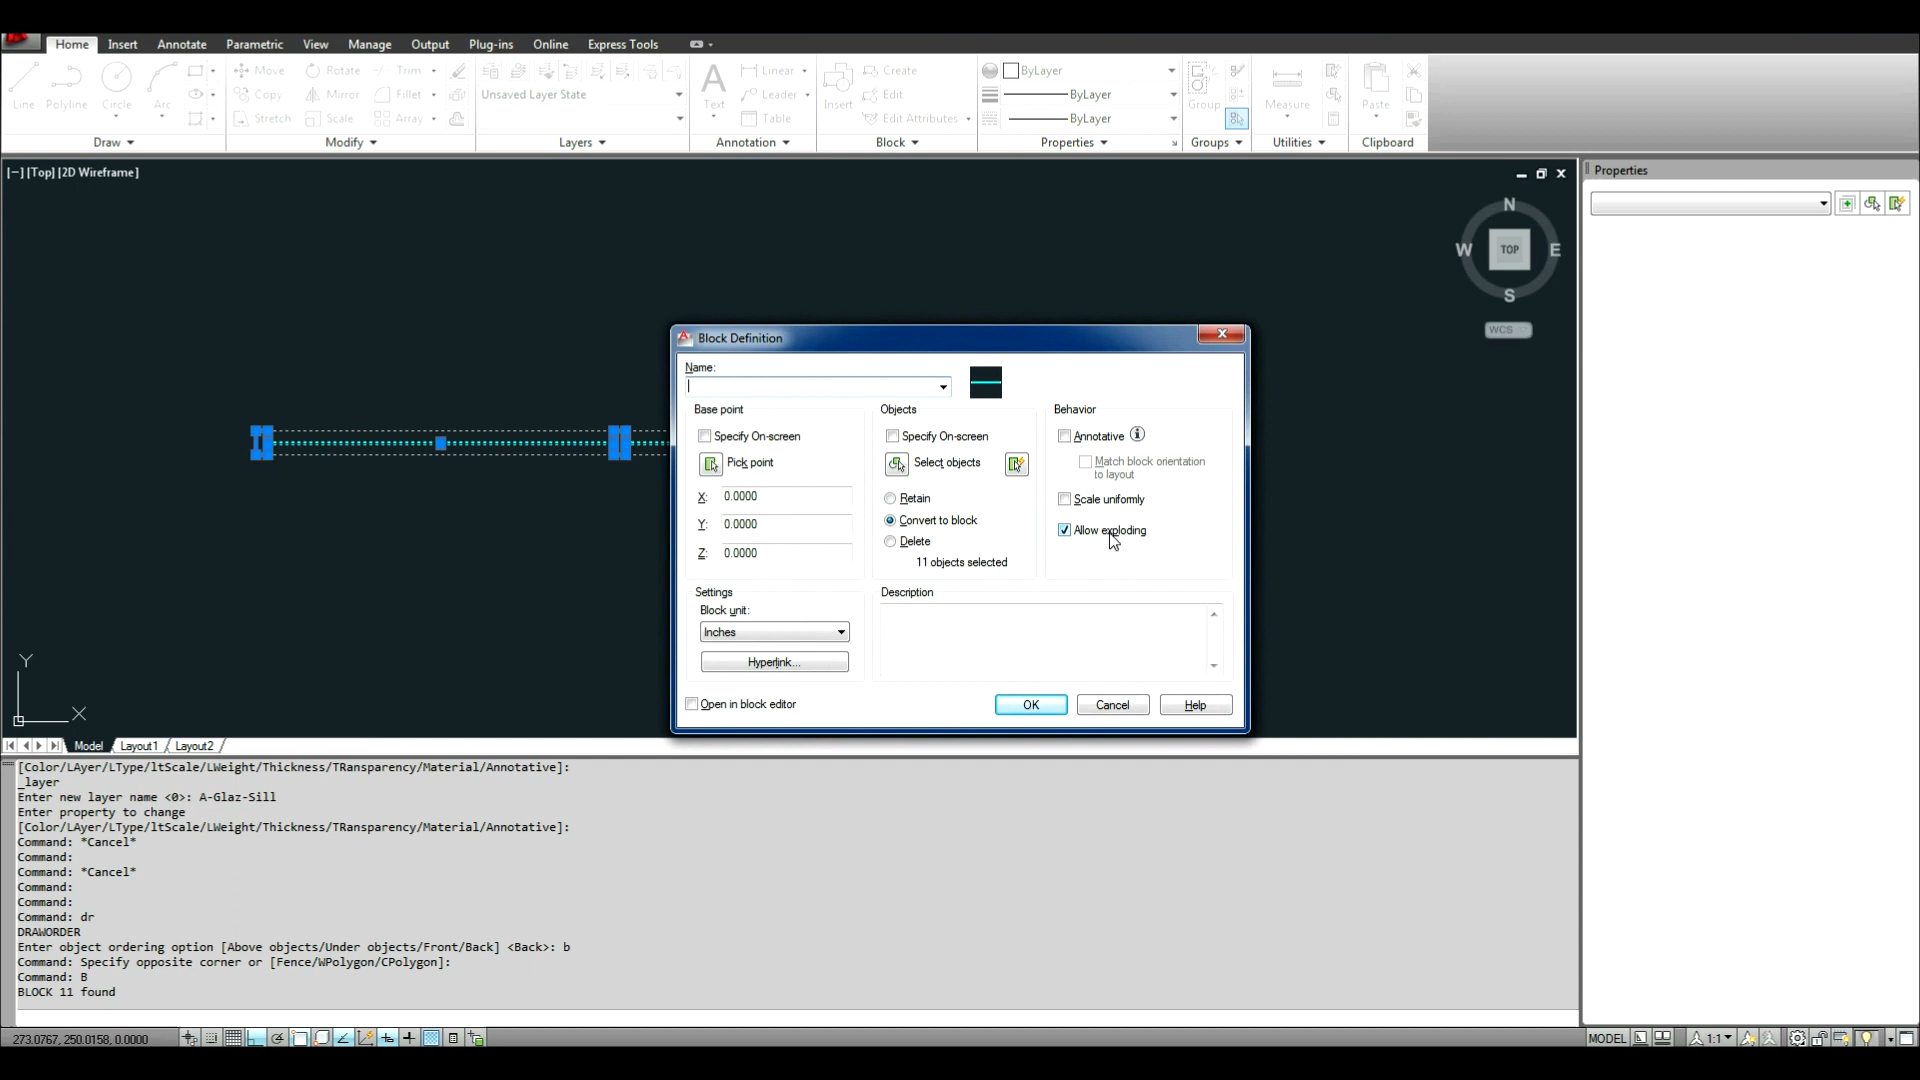 Home Insert Annotate Parametric View Manage Output Plug-ins Online Express Tools
Line Polyline Circle Arc
Move Rotate Trim
Copy Mirror Fillet
Stretch Scale Array
Unsaved Layer State
Text Linear
Leader
Table
Insert Create
Edit
Edit Attributes
ByLayer
ByLayer
ByLayer
Group
Measure
Paste
Draw Modify Layers Annotation Block Properties Groups Utilities Clipboard
[−] [Top] [2D Wireframe]
Properties
N
W TOP E
S
WCS
Block Definition
Name:
Base point
Specify On-screen
Pick point
X: 0.0000
Y: 0.0000
Z: 0.0000
Objects
Specify On-screen
Select objects
Retain
Convert to block
Delete
11 objects selected
Behavior
Annotative
Match block orientation
to layout
Scale uniformly
Allow exploding
Settings
Block unit:
Inches
Hyperlink...
Description
Open in block editor
OK Cancel Help
Y
X
Model Layout1 Layout2
[Color/LAyer/LType/ltScale/LWeight/Thickness/TRansparency/Material/Annotative]:
_layer
Enter new layer name <0>: A-Glaz-Sill
Enter property to change
[Color/LAyer/LType/ltScale/LWeight/Thickness/TRansparency/Material/Annotative]:
Command: *Cancel*
Command:
Command: *Cancel*
Command:
Command:
Command: dr
DRAWORDER
Enter object ordering option [Above objects/Under objects/Front/Back] <Back>: b
Command: Specify opposite corner or [Fence/WPolygon/CPolygon]:
Command: B
BLOCK 11 found
273.0767, 250.0158, 0.0000
MODEL 1:1